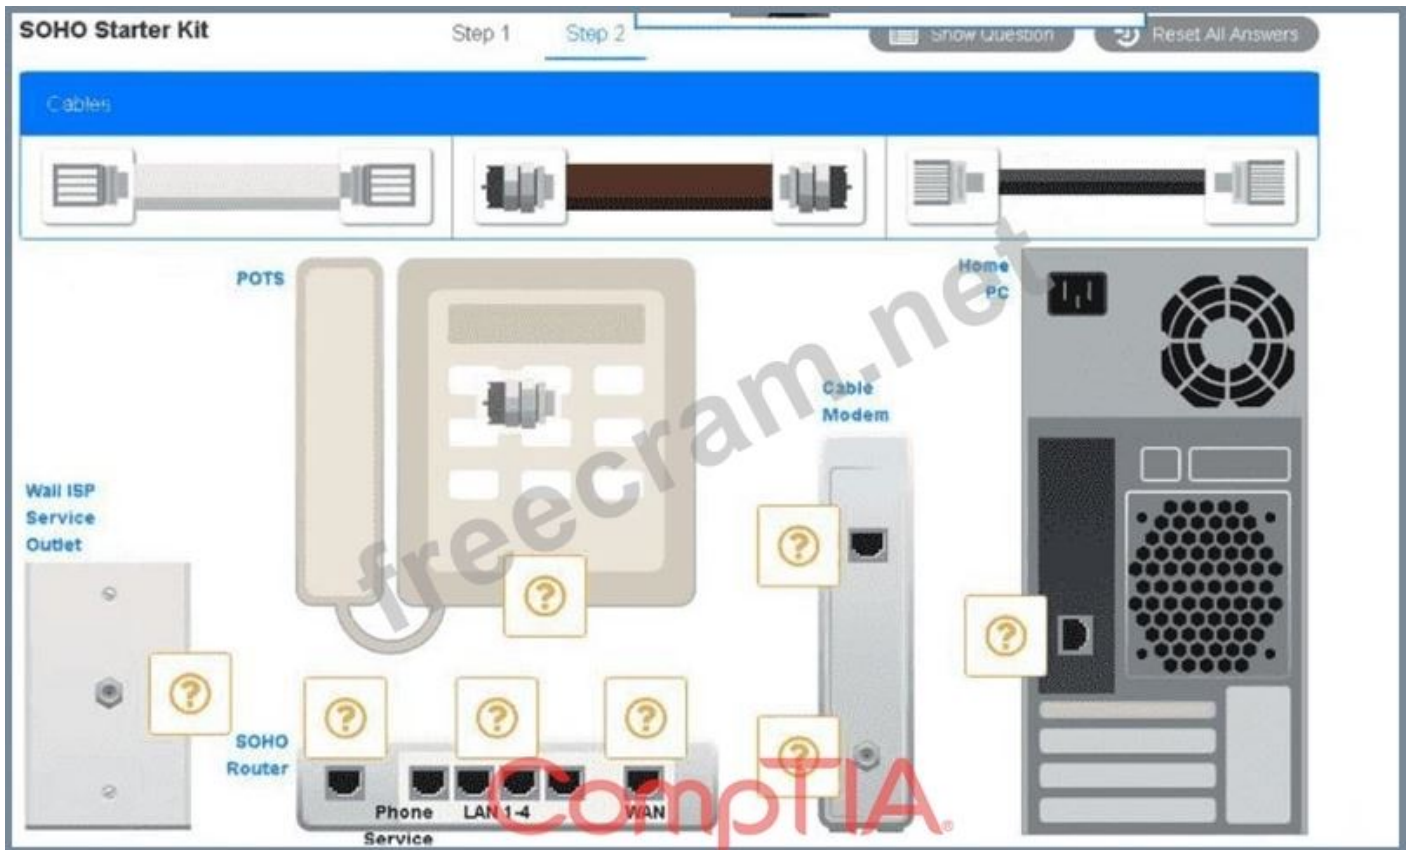 SOHO Starter Kit
Step 1
Step 2
Show Question
Reset All Answers
Cables
POTS
Home
PC
Cable
Modem
Wall ISP
Service
Outlet
SOHO
Router
Phone
Service
LAN 1-4
WAN
freecram.net
CompTIA.
?
?
?
?
?
?
?
?